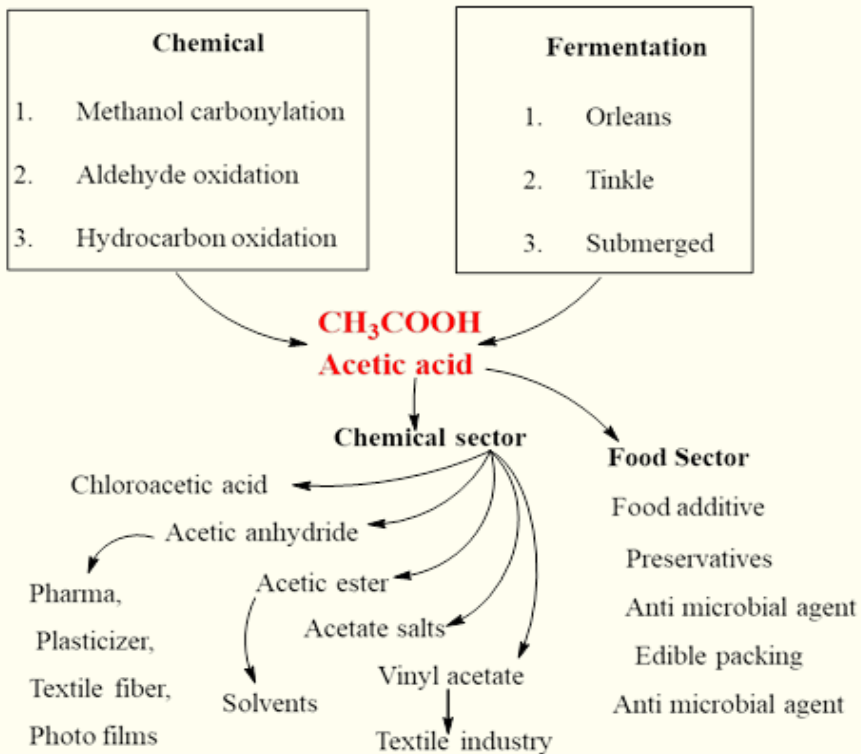 Chemical
1. Methanol carbonylation
2. Aldehyde oxidation
3. Hydrocarbon oxidation
Fermentation
1. Orleans
2. Tinkle
3. Submerged
CH₃COOH
Acetic acid
Chemical sector
Chloroacetic acid
Acetic anhydride
Pharma,
Plasticizer,
Textile fiber,
Photo films
Acetic ester
Solvents
Acetate salts
Vinyl acetate
Textile industry
Food Sector
Food additive
Preservatives
Anti microbial agent
Edible packing
Anti microbial agent